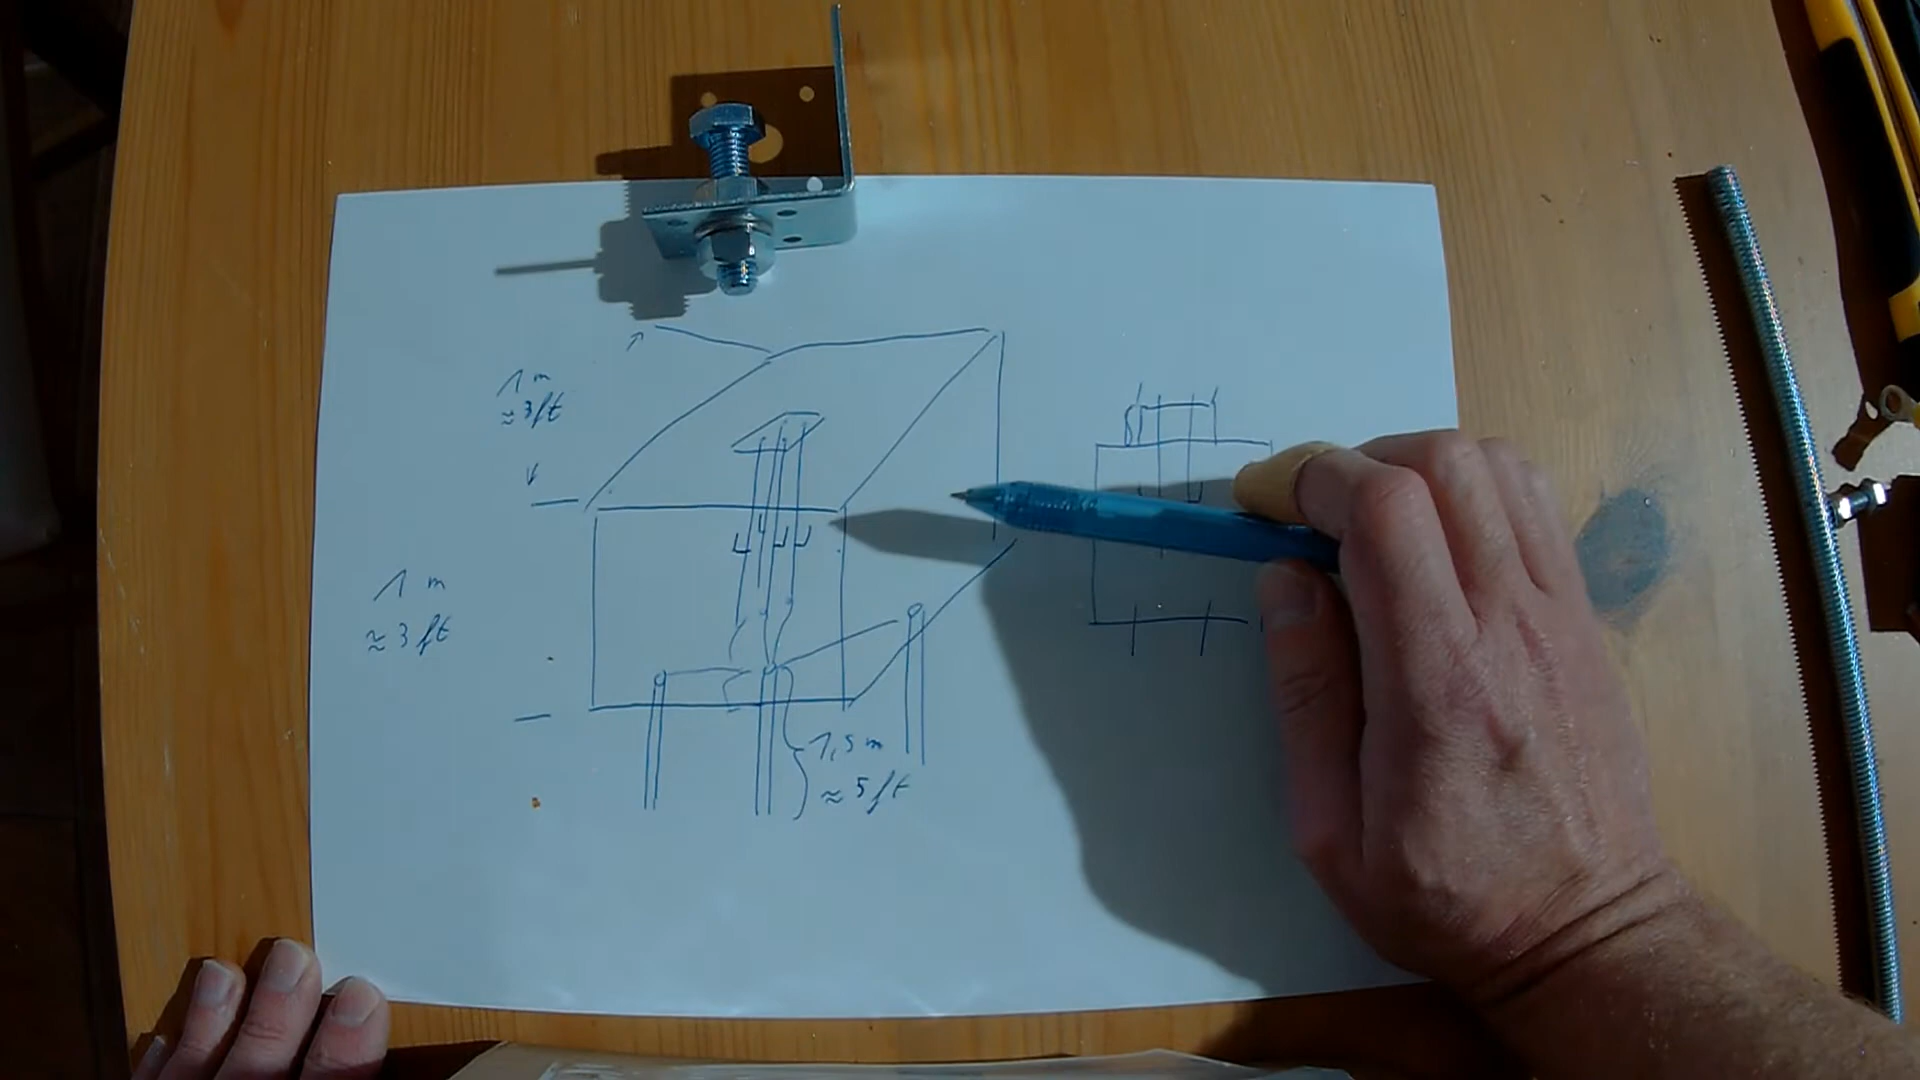 1 m
≈ 3 ft
1 m
≈ 3 ft
1,5 m
≈ 5 ft